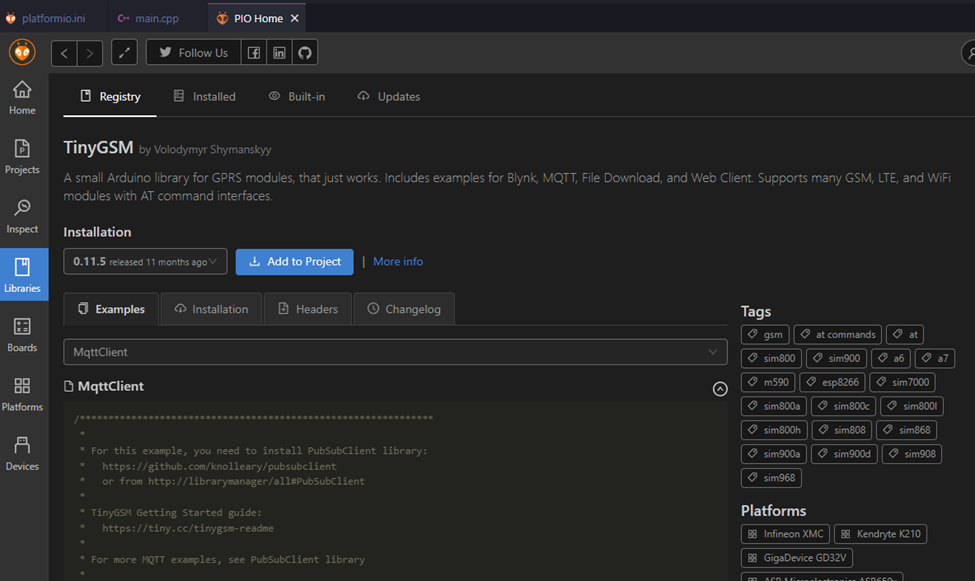 platformio.ini
C++ main.cpp
PIO Home
Follow Us
Home
Projects
Inspect
Libraries
Boards
Platforms
Devices
Registry
Installed
Built-in
Updates
TinyGSM by Volodymyr Shymanskyy
A small Arduino library for GPRS modules, that just works. Includes examples for Blynk, MQTT, File Download, and Web Client. Supports many GSM, LTE, and WiFi
modules with AT command interfaces.
Installation
0.11.5 released 11 months ago
Add to Project
| More info
Examples
Installation
Headers
Changelog
MqttClient
MqttClient
/**************************************************************
*
* For this example, you need to install PubSubClient library:
* https://github.com/knolleary/pubsubclient
* or from http://librarymanager/all#PubSubClient
*
* TinyGSM Getting Started guide:
* https://tiny.cc/tinygsm-readme
*
* For more MQTT examples, see PubSubClient library
*
Tags
gsm at commands at
sim800 sim900 a6 a7
m590 esp8266 sim7000
sim800a sim800c sim800l
sim800h sim808 sim868
sim900a sim900d sim908
sim968
Platforms
Infineon XMC Kendryte K210
GigaDevice GD32V